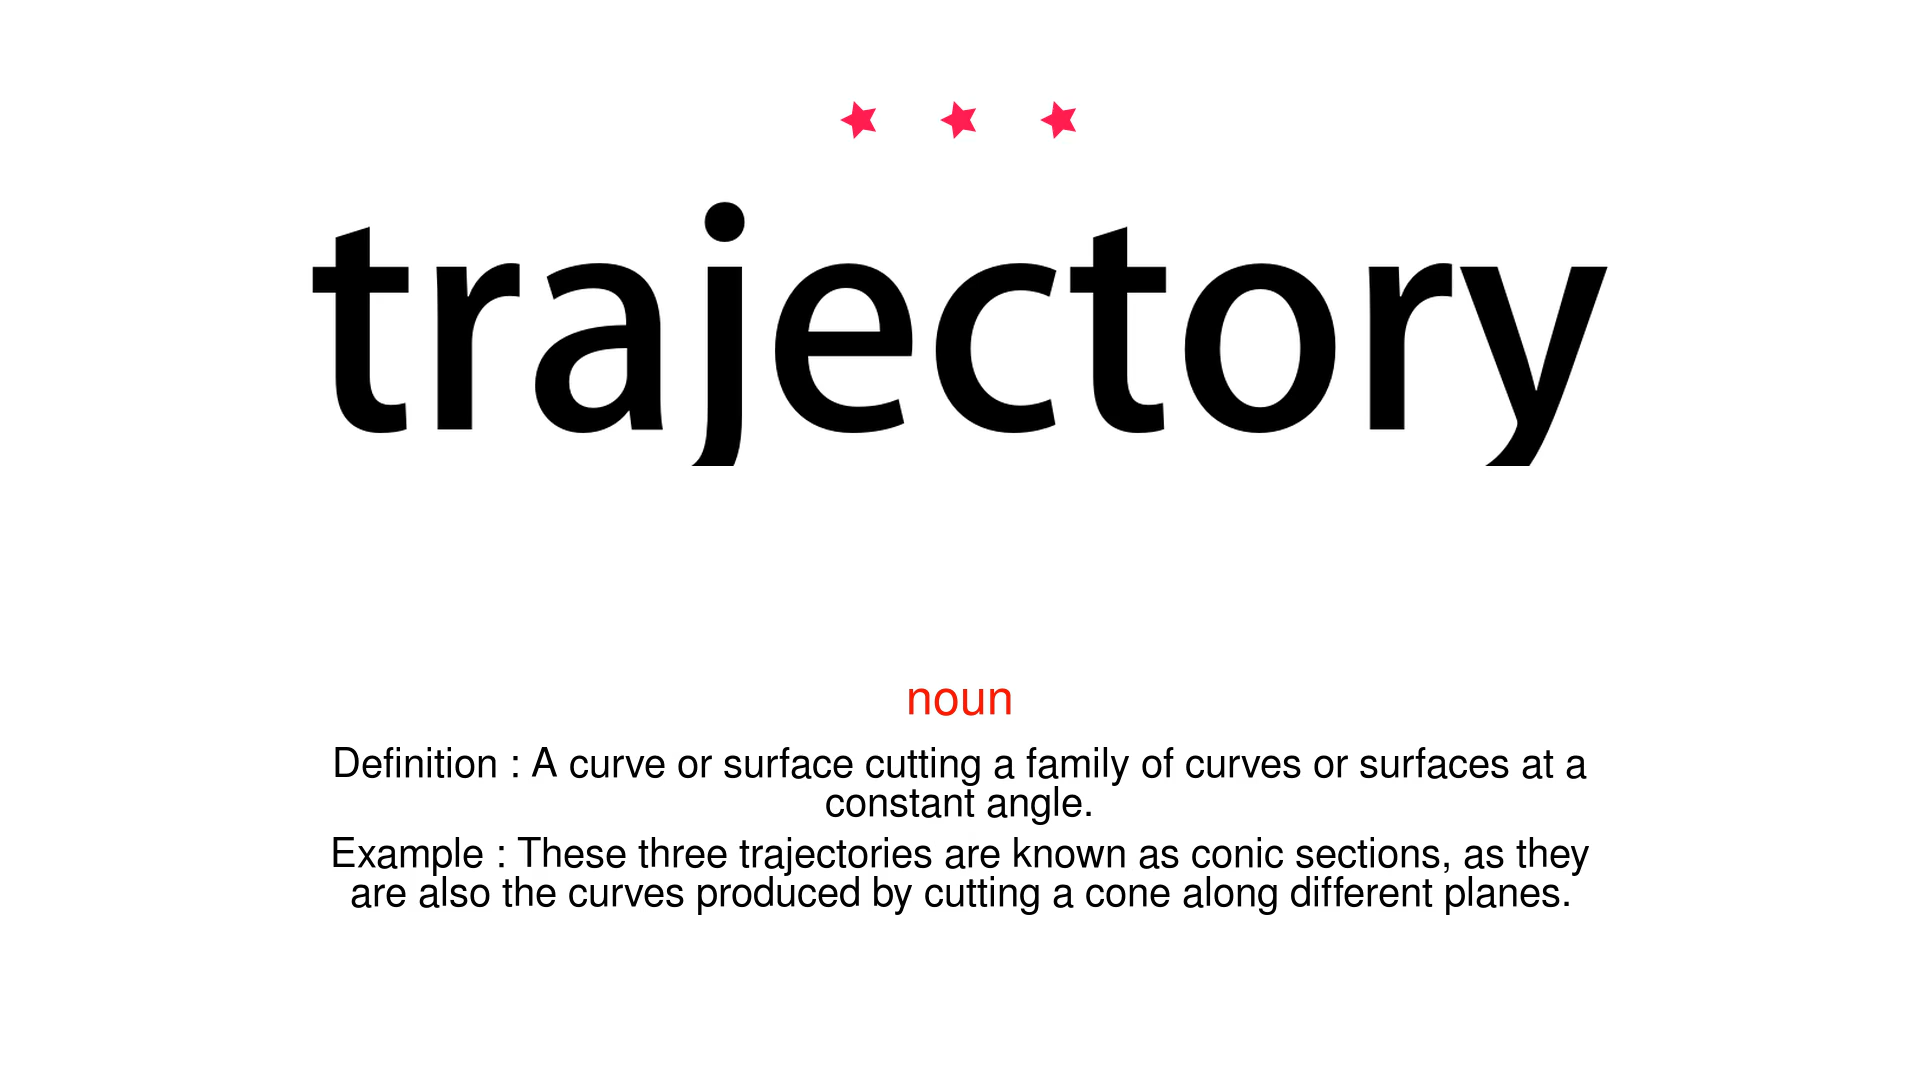 trajectory
noun
Definition : A curve or surface cutting a family of curves or surfaces at a
constant angle.
Example : These three trajectories are known as conic sections, as they
are also the curves produced by cutting a cone along different planes.